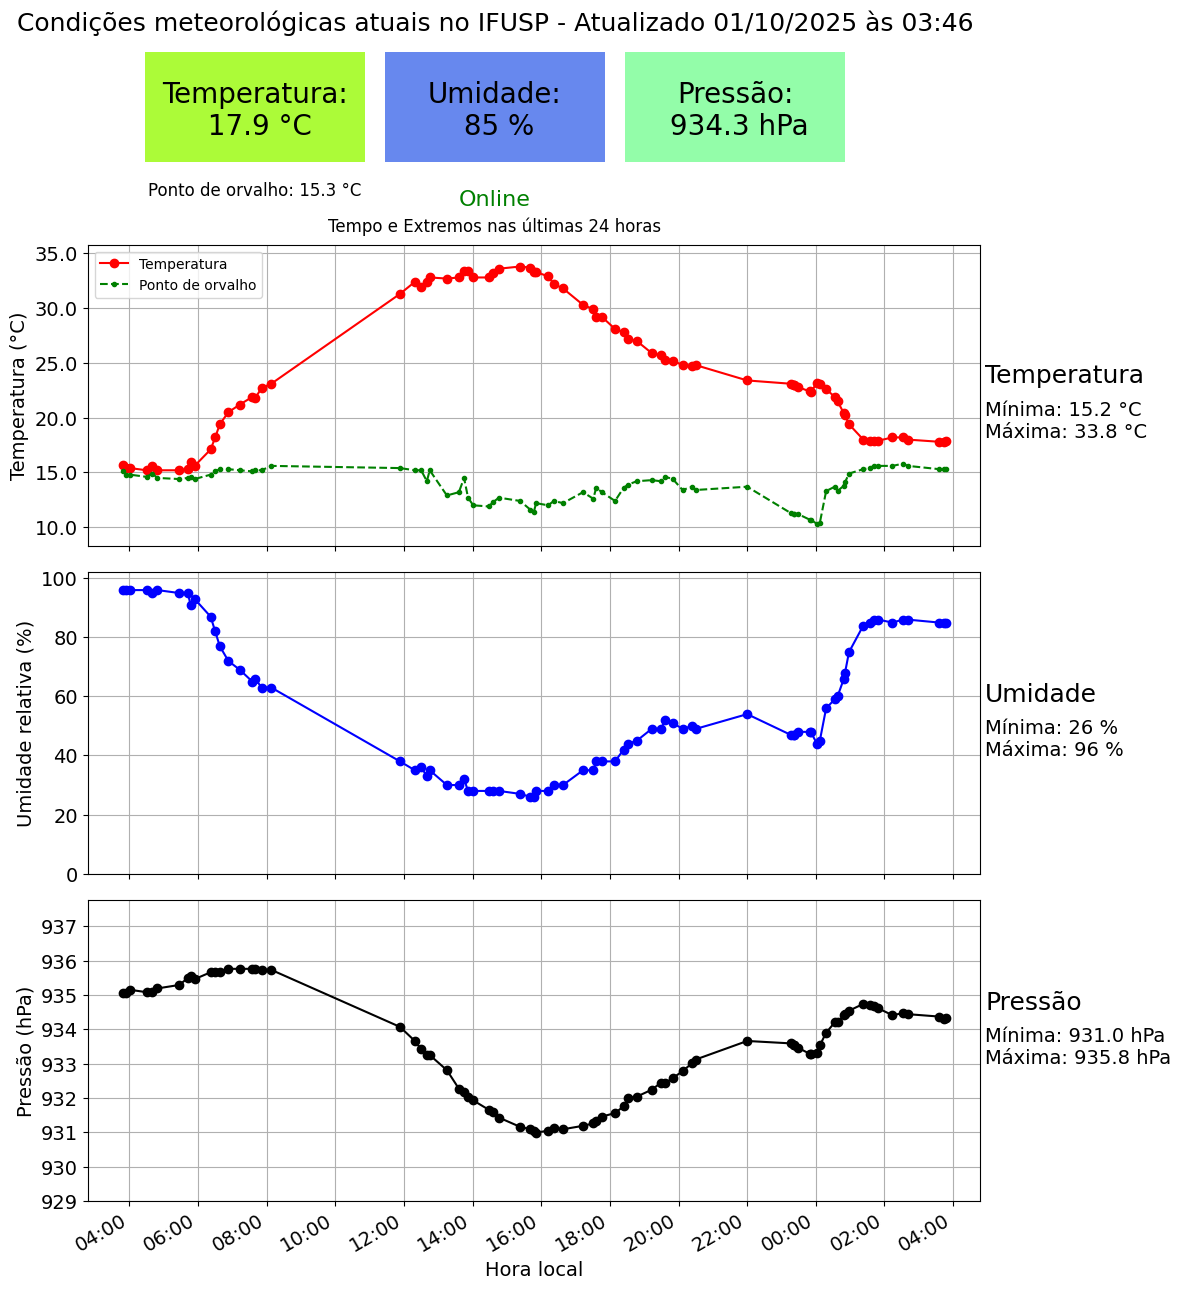 Condições meteorológicas atuais no IFUSP - Atualizado 01/10/2025 às 03:46
Temperatura:
17.9 °C
Umidade:
85 %
Pressão:
934.3 hPa
Ponto de orvalho: 15.3 °C
Online
Tempo e Extremos nas últimas 24 horas
Temperatura (°C)
35.0
30.0
25.0
20.0
15.0
10.0
Temperatura
Ponto de orvalho
Temperatura
Mínima: 15.2 °C
Máxima: 33.8 °C
Umidade relativa (%)
100
80
60
40
20
0
Umidade
Mínima: 26 %
Máxima: 96 %
Pressão (hPa)
937
936
935
934
933
932
931
930
929
Pressão
Mínima: 931.0 hPa
Máxima: 935.8 hPa
04:00 06:00 08:00 10:00 12:00 14:00 16:00 18:00 20:00 22:00 00:00 02:00 04:00
Hora local